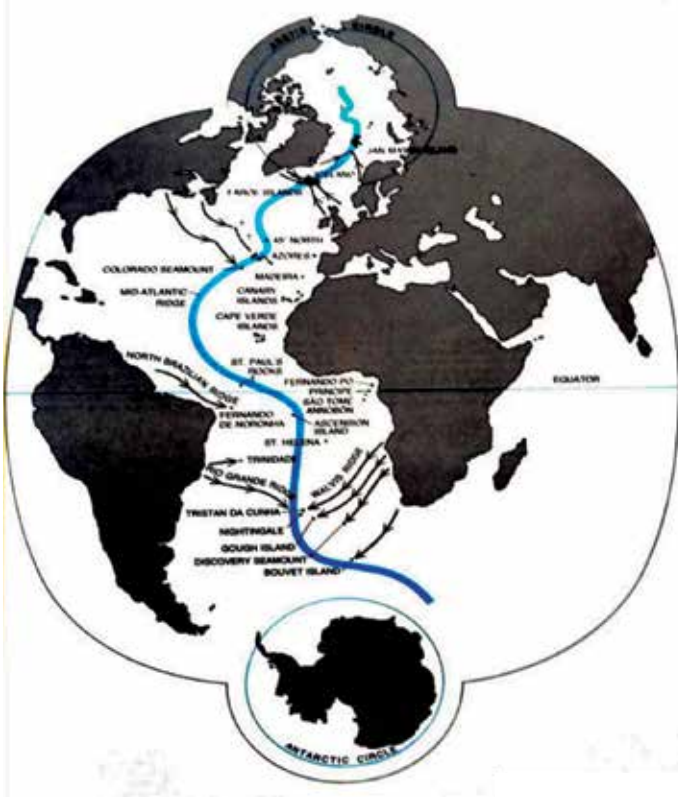 ARCTIC CIRCLE
JAN MAYEN ISLAND
ICELAND
FAROE ISLANDS
45° NORTH
AZORES
COLORADO SEAMOUNT
MADEIRA
MID-ATLANTIC
RIDGE
CANARY
ISLANDS
CAPE VERDE
ISLANDS
ST. PAUL'S
ROCKS
NORTH BRAZILIAN RIDGE
FERNANDO PO
PRINCIPE
SÃO TOMÉ
ANNOBÓN
EQUATOR
FERNANDO
DE NORONHA
ASCENSION
ISLAND
ST. HELENA
TRINDADE
WALVIS RIDGE
RIO GRANDE RIDGE
TRISTAN DA CUNHA
NIGHTINGALE
GOUGH ISLAND
DISCOVERY SEAMOUNT
BOUVET ISLAND
ANTARCTIC CIRCLE